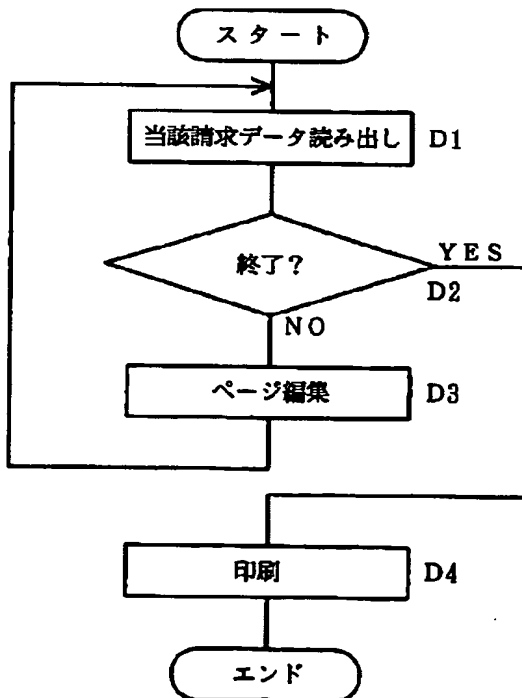 スタート
当該請求データ読み出し D1
終了?
YES
D2
NO
ページ編集 D3
印刷 D4
エンド